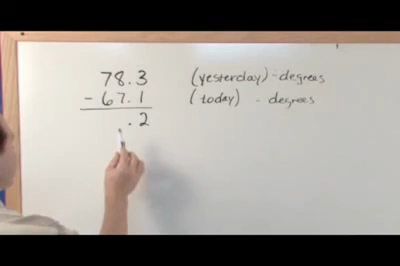 78.3 (yesterday) - degrees
- 67.1 (today) - degrees
.2